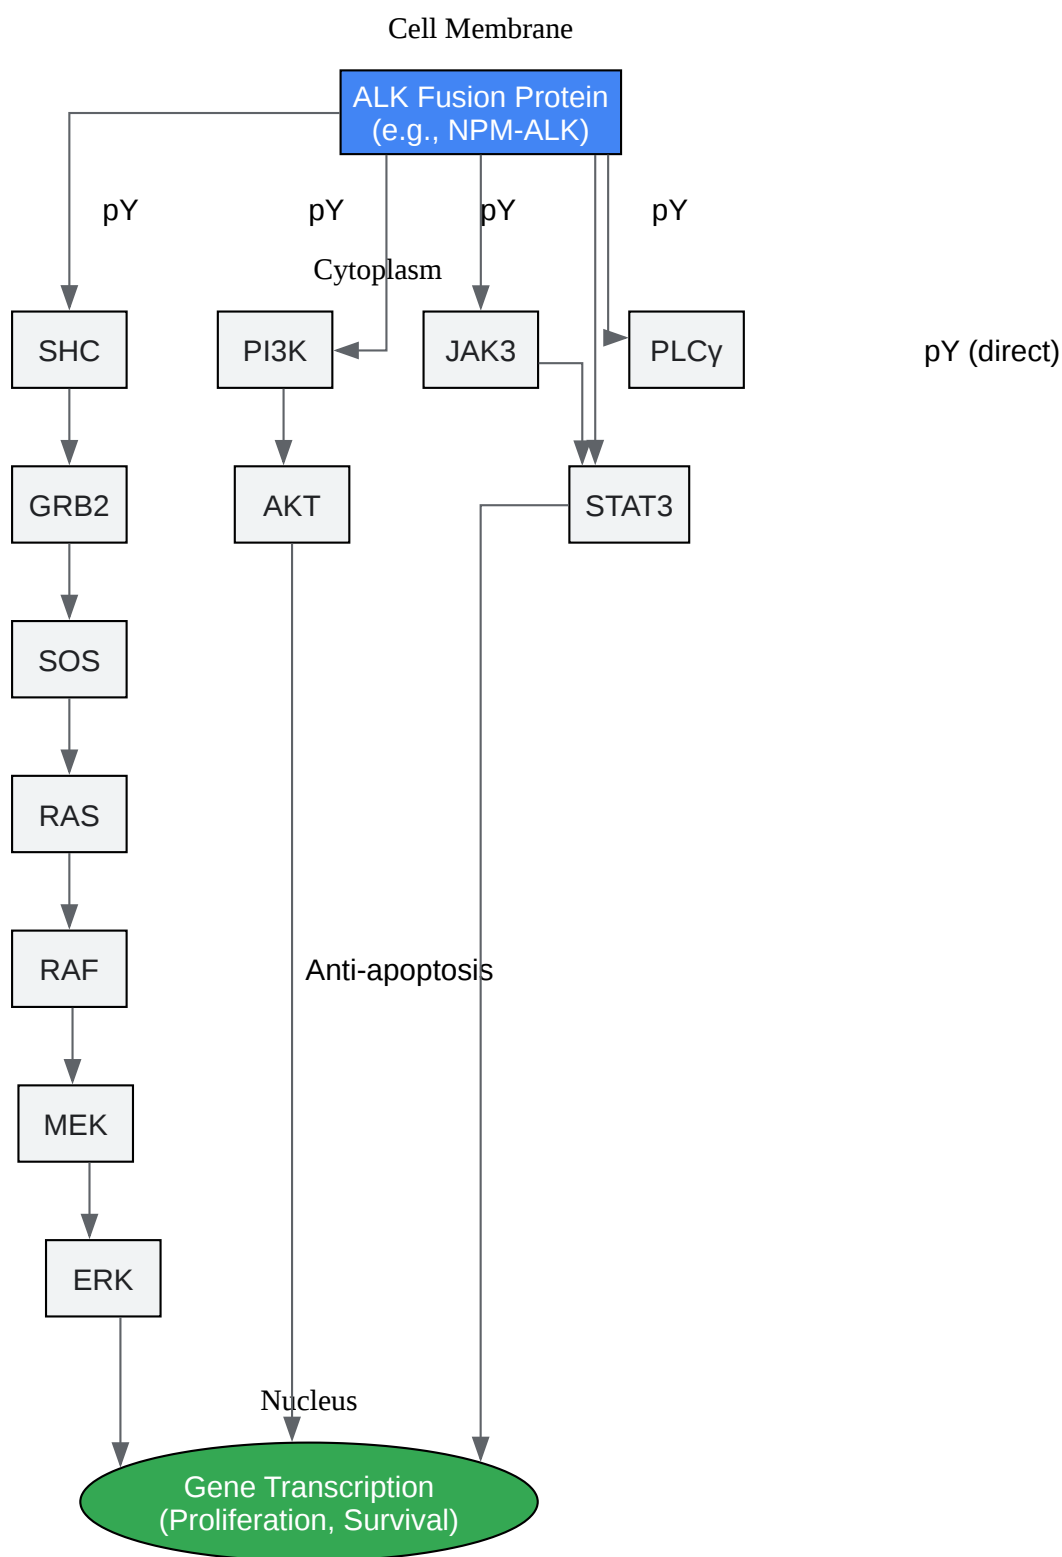 Cell Membrane
ALK Fusion Protein
(e.g., NPM-ALK)
pY
pY
pY
pY
Cytoplasm
SHC
PI3K
JAK3
PLCγ
pY (direct)
GRB2
AKT
STAT3
SOS
RAS
RAF
Anti-apoptosis
MEK
ERK
Nucleus
Gene Transcription
(Proliferation, Survival)